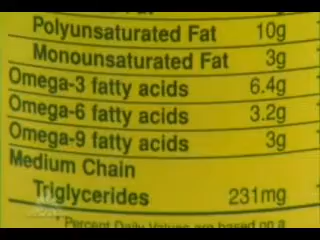 Polyunsaturated Fat 10g
Monounsaturated Fat 3g
Omega-3 fatty acids 6.4g
Omega-6 fatty acids 3.2g
Omega-9 fatty acids 3g
Medium Chain
Triglycerides 231mg
*Percent Daily Values are based on a